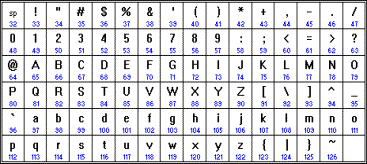 sp ! " # $ % & ' ( ) * + , - . /
32 33 34 35 36 37 38 39 40 41 42 43 44 45 46 47
0 1 2 3 4 5 6 7 8 9 : ; < = > ?
48 49 50 51 52 53 54 55 56 57 58 59 60 61 62 63
@ A B C D E F G H I J K L M N O
64 65 66 67 68 69 70 71 72 73 74 75 76 77 78 79
P Q R S T U V W X Y Z [ \ ] ^ _
80 81 82 83 84 85 86 87 88 89 90 91 92 93 94 95
` a b c d e f g h i j k l m n o
96 97 98 99 100 101 102 103 104 105 106 107 108 109 110 111
p q r s t u v w x y z { | } ~
112 113 114 115 116 117 118 119 120 121 122 123 124 125 126